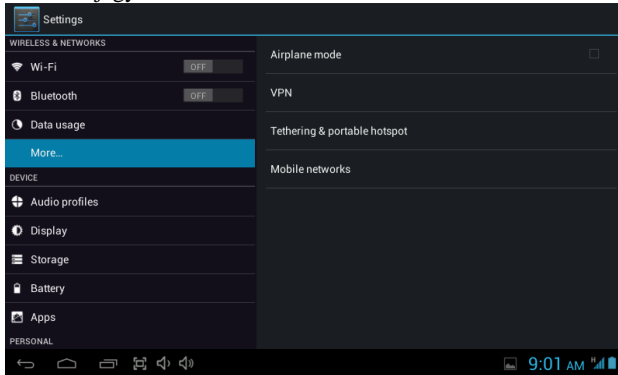 Settings
WIRELESS & NETWORKS
Wi-Fi OFF
Bluetooth OFF
Data usage
More...
DEVICE
Audio profiles
Display
Storage
Battery
Apps
PERSONAL
Airplane mode
VPN
Tethering & portable hotspot
Mobile networks
9:01 AM H